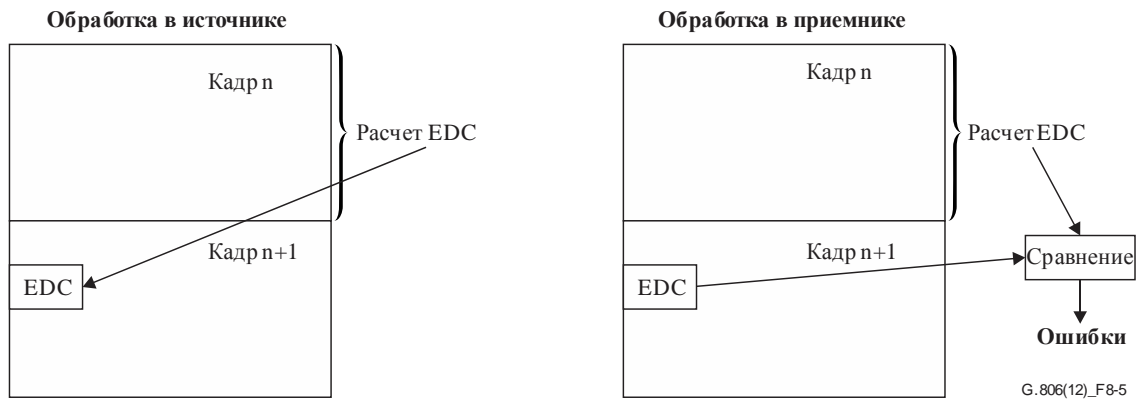 Обработка в источнике
Кадр n
Расчет EDC
Кадр n+1
EDC
Обработка в приемнике
Кадр n
Расчет EDC
Кадр n+1
Сравнение
EDC
Ошибки
G.806(12)_F8-5